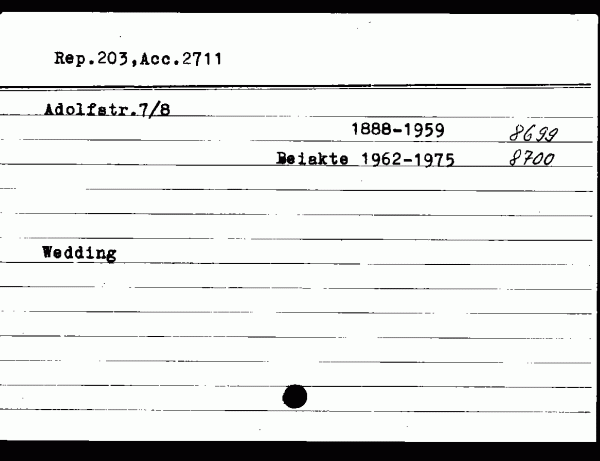 Rep.203,Acc.2711
Adolfstr.7/8
1888-1959 8699
Beiakte 1962-1975 8700
Wedding